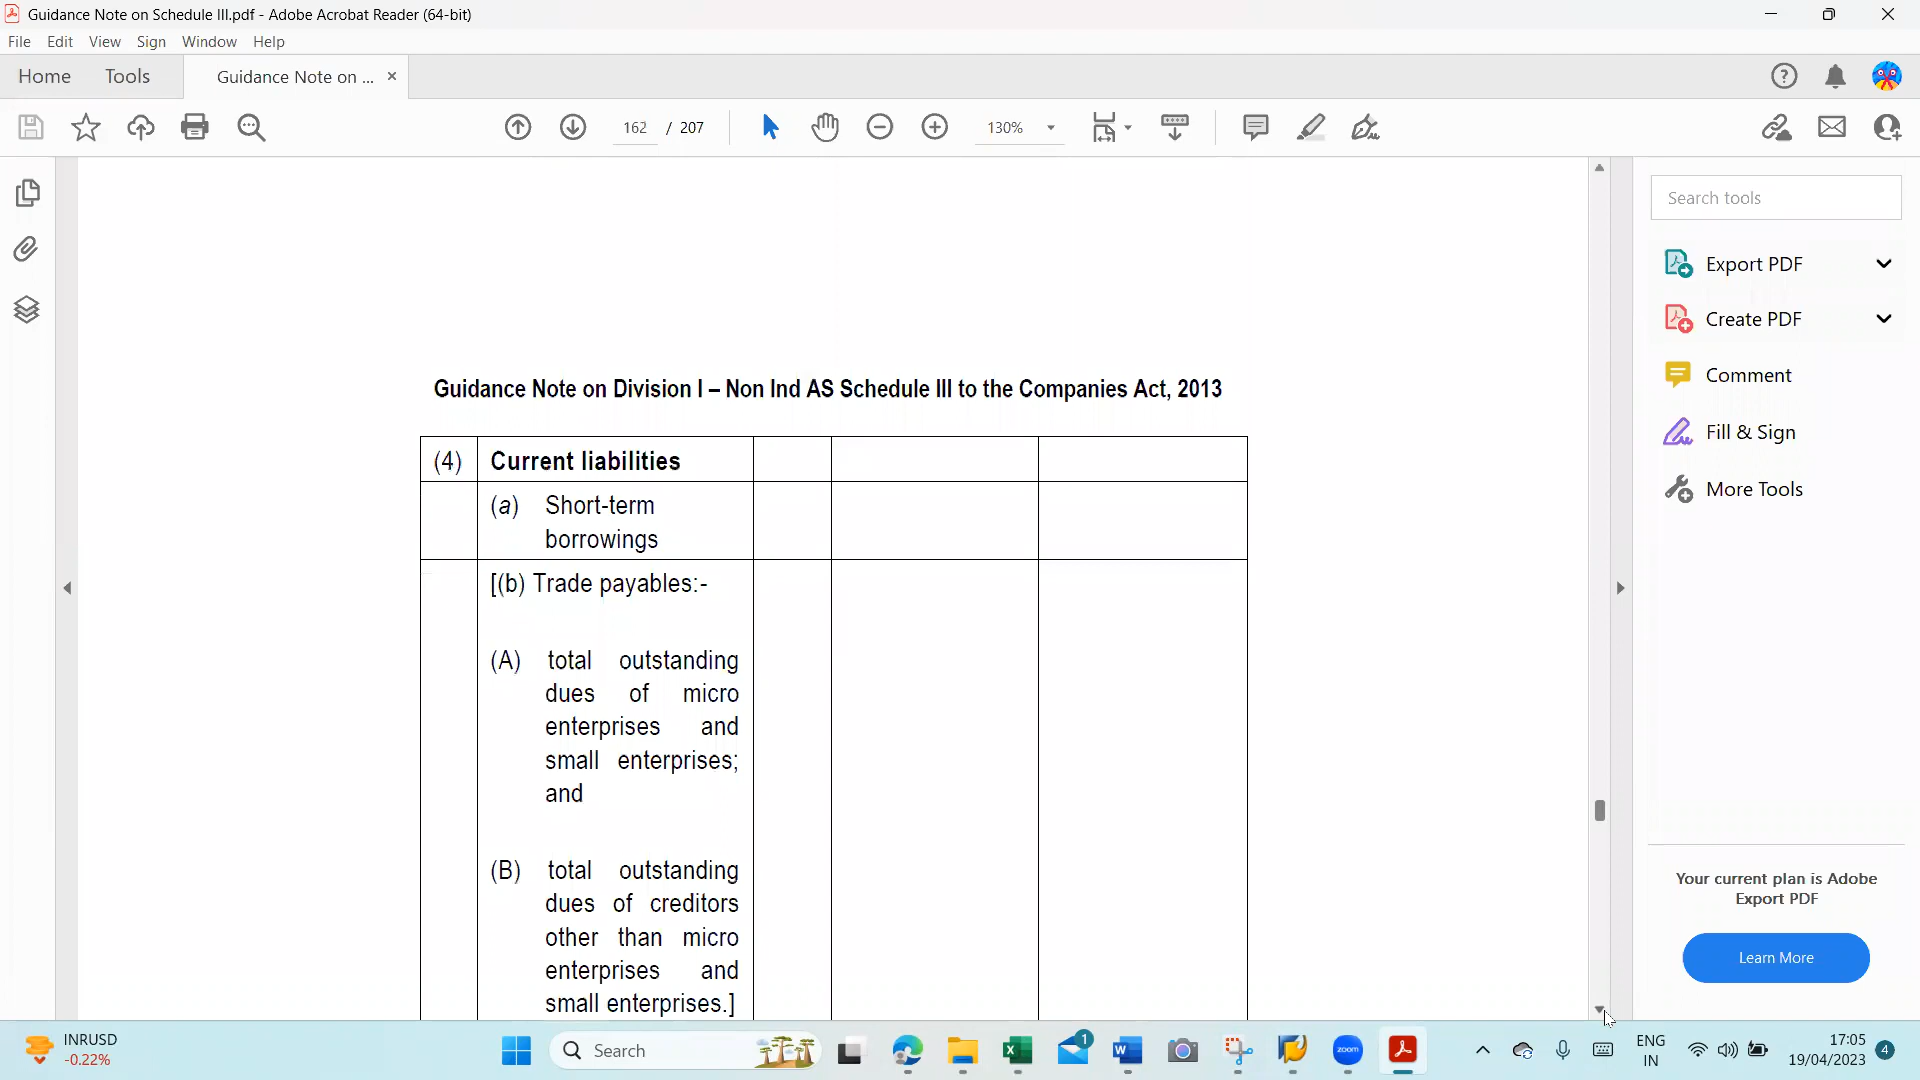 Guidance Note on Schedule III.pdf - Adobe Acrobat Reader (64-bit)
File Edit View Sign Window Help
Home Tools Guidance Note on ... ×
162 / 207 130%
Search tools
Export PDF
Create PDF
Comment
Fill & Sign
More Tools
Guidance Note on Division I – Non Ind AS Schedule III to the Companies Act, 2013
(4) Current liabilities
(a) Short-term
borrowings
[(b) Trade payables:-
(A) total outstanding
dues of micro
enterprises and
small enterprises;
and
(B) total outstanding
dues of creditors
other than micro
enterprises and
small enterprises.]
Your current plan is Adobe
Export PDF
Learn More
INRUSD
-0.22%
Search
1
zoom
ENG
IN
17:05
19/04/2023
4